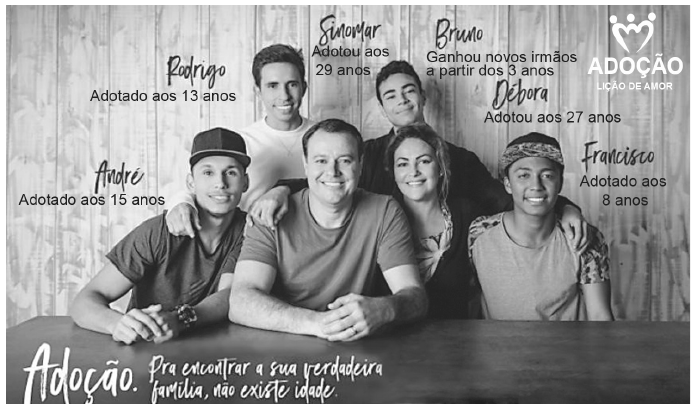 Sinomar
Adotou aos
29 anos
Bruno
Ganhou novos irmãos
a partir dos 3 anos
ADOÇÃO
LIÇÃO DE AMOR
Rodrigo
Adotado aos 13 anos
Débora
Adotou aos 27 anos
André
Adotado aos 15 anos
Francisco
Adotado aos
8 anos
Adoção.
Pra encontrar a sua verdadeira
família, não existe idade.